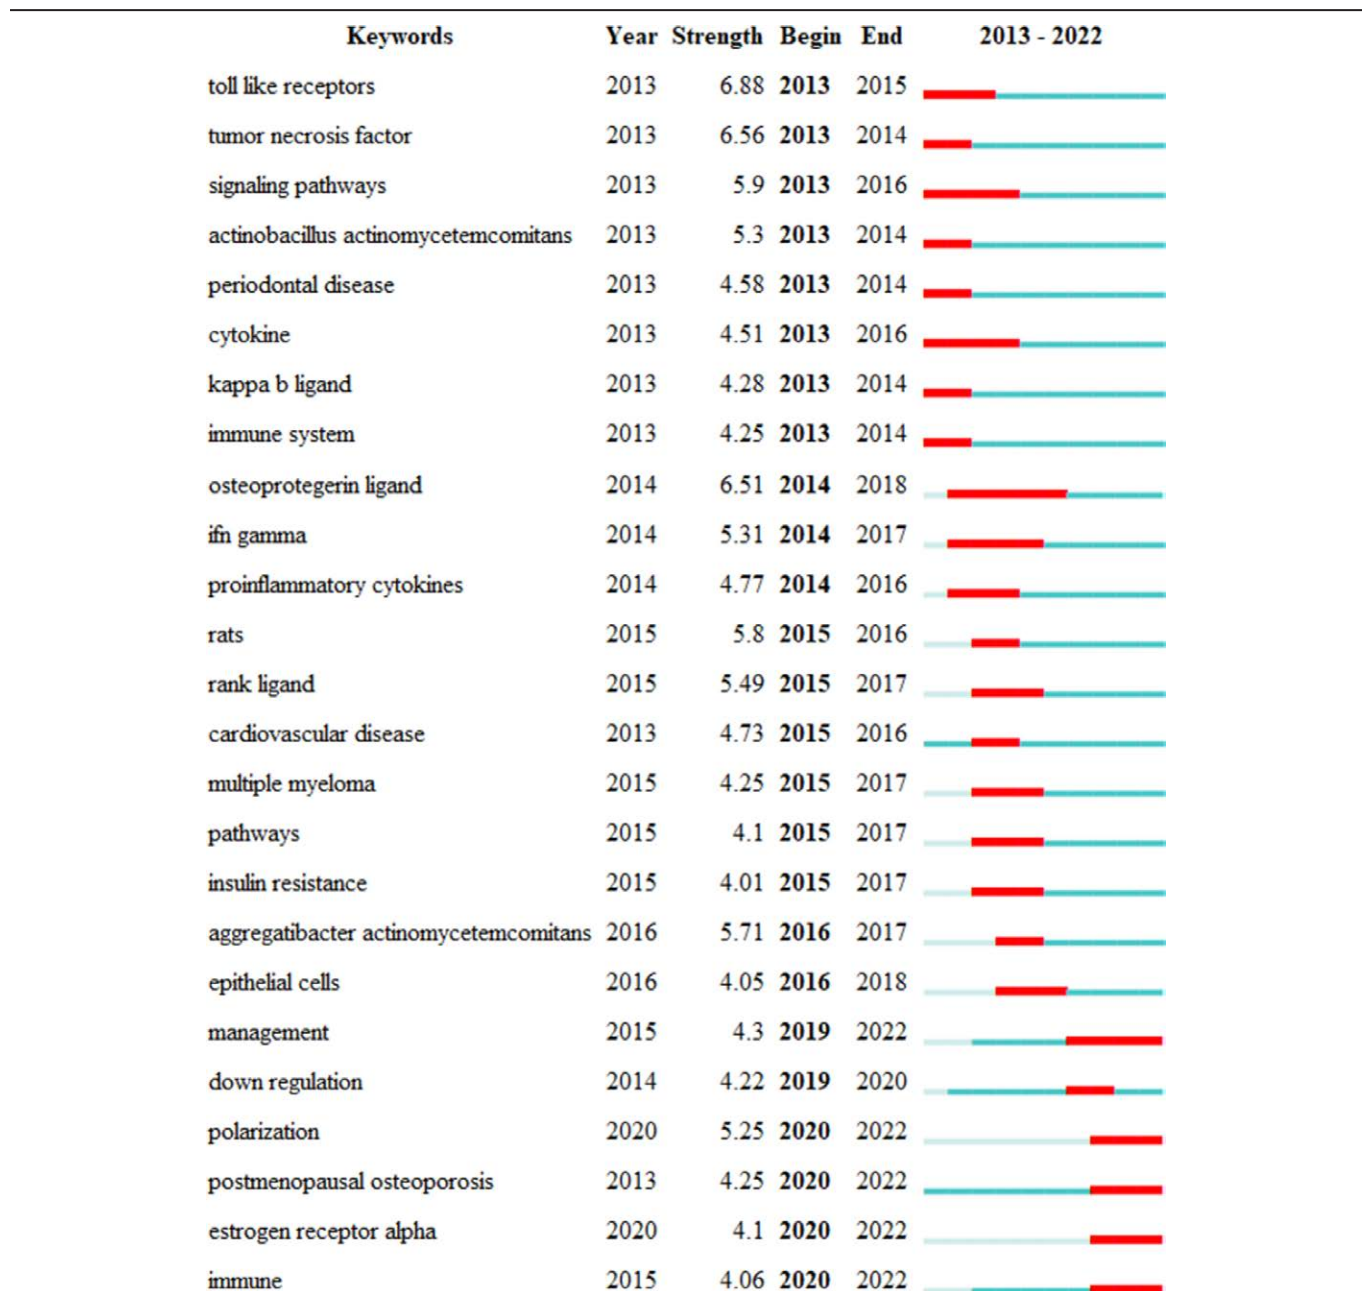 Keywords Year Strength Begin End 2013 - 2022
toll like receptors 2013 6.88 2013 2015
tumor necrosis factor 2013 6.56 2013 2014
signaling pathways 2013 5.9 2013 2016
actinobacillus actinomycetemcomitans 2013 5.3 2013 2014
periodontal disease 2013 4.58 2013 2014
cytokine 2013 4.51 2013 2016
kappa b ligand 2013 4.28 2013 2014
immune system 2013 4.25 2013 2014
osteoprotegerin ligand 2014 6.51 2014 2018
ifn gamma 2014 5.31 2014 2017
proinflammatory cytokines 2014 4.77 2014 2016
rats 2015 5.8 2015 2016
rank ligand 2015 5.49 2015 2017
cardiovascular disease 2013 4.73 2015 2016
multiple myeloma 2015 4.25 2015 2017
pathways 2015 4.1 2015 2017
insulin resistance 2015 4.01 2015 2017
aggregatibacter actinomycetemcomitans 2016 5.71 2016 2017
epithelial cells 2016 4.05 2016 2018
management 2015 4.3 2019 2022
down regulation 2014 4.22 2019 2020
polarization 2020 5.25 2020 2022
postmenopausal osteoporosis 2013 4.25 2020 2022
estrogen receptor alpha 2020 4.1 2020 2022
immune 2015 4.06 2020 2022